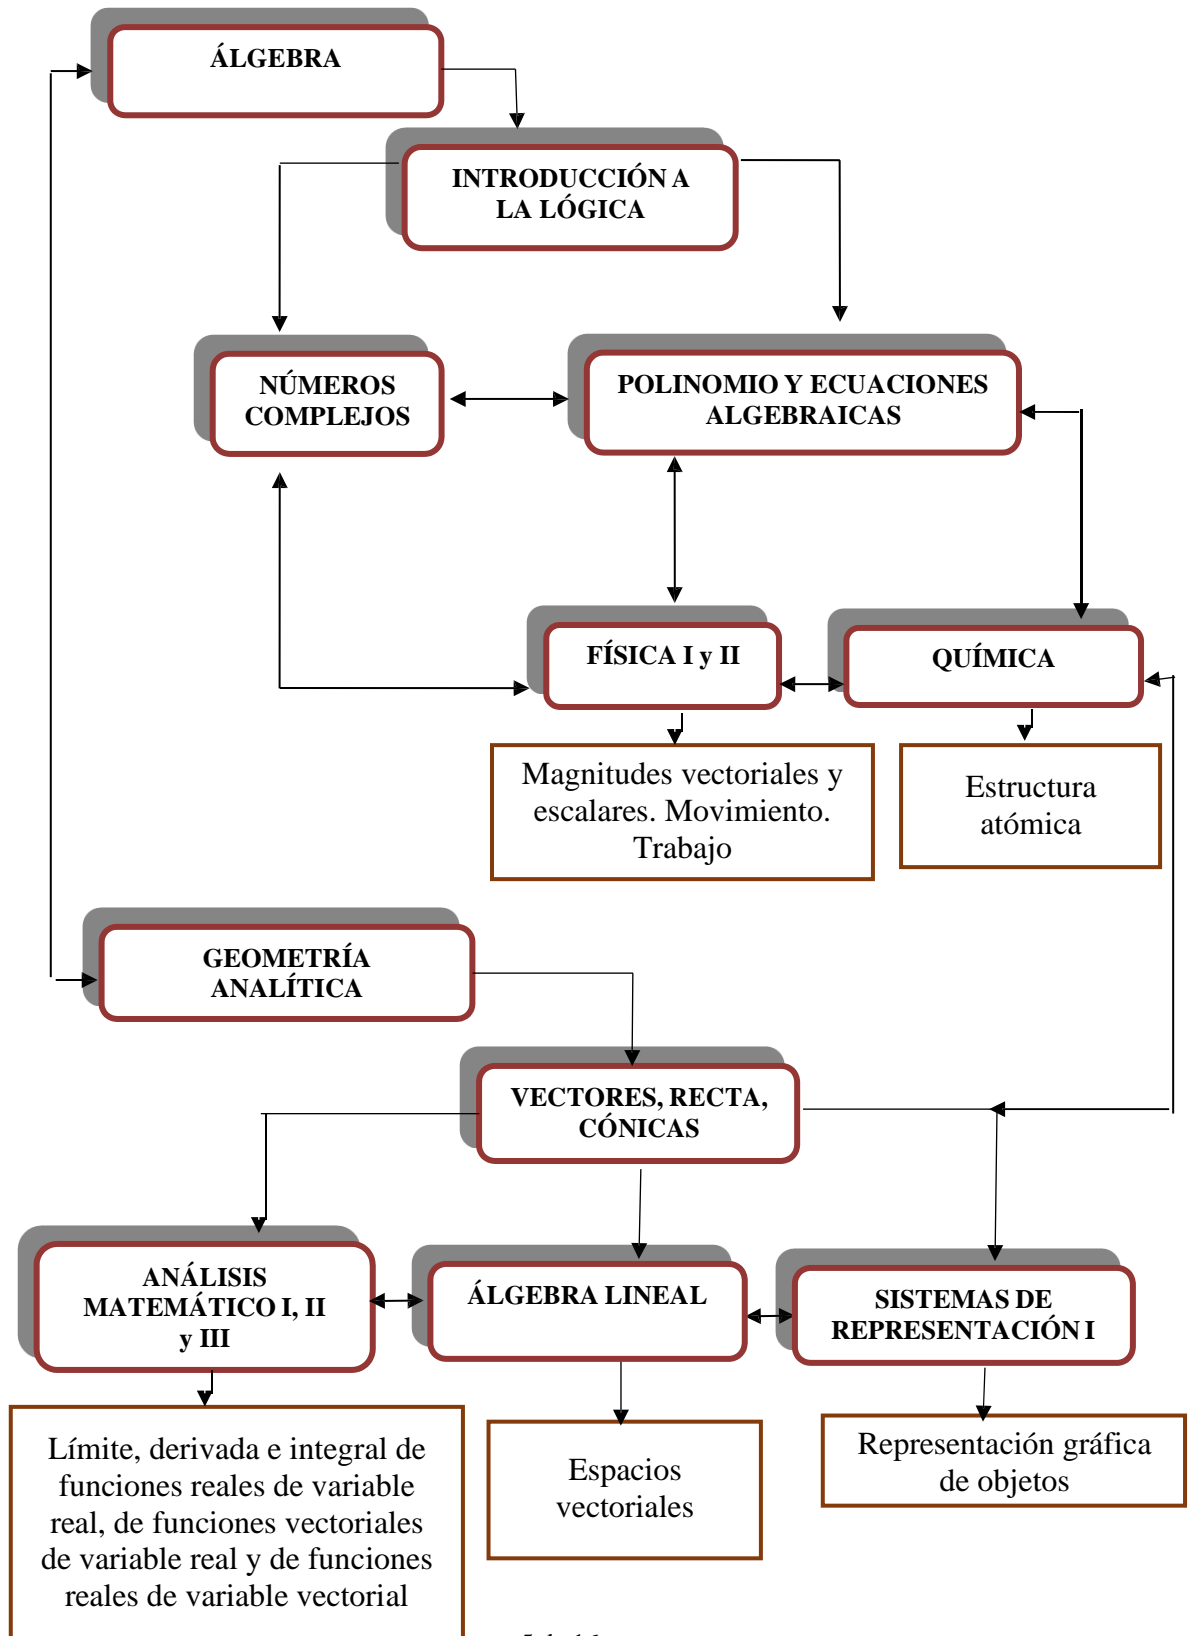 ÁLGEBRA
INTRODUCCIÓN A
LA LÓGICA
NÚMEROS
COMPLEJOS
POLINOMIO Y ECUACIONES
ALGEBRAICAS
FÍSICA I y II
QUÍMICA
Magnitudes vectoriales y
escalares. Movimiento.
Trabajo
Estructura
atómica
GEOMETRÍA
ANALÍTICA
VECTORES, RECTA,
CÓNICAS
ANÁLISIS
MATEMÁTICO I, II
y III
ÁLGEBRA LINEAL
SISTEMAS DE
REPRESENTACIÓN I
Límite, derivada e integral de
funciones reales de variable
real, de funciones vectoriales
de variable real y de funciones
reales de variable vectorial
Espacios
vectoriales
Representación gráfica
de objetos